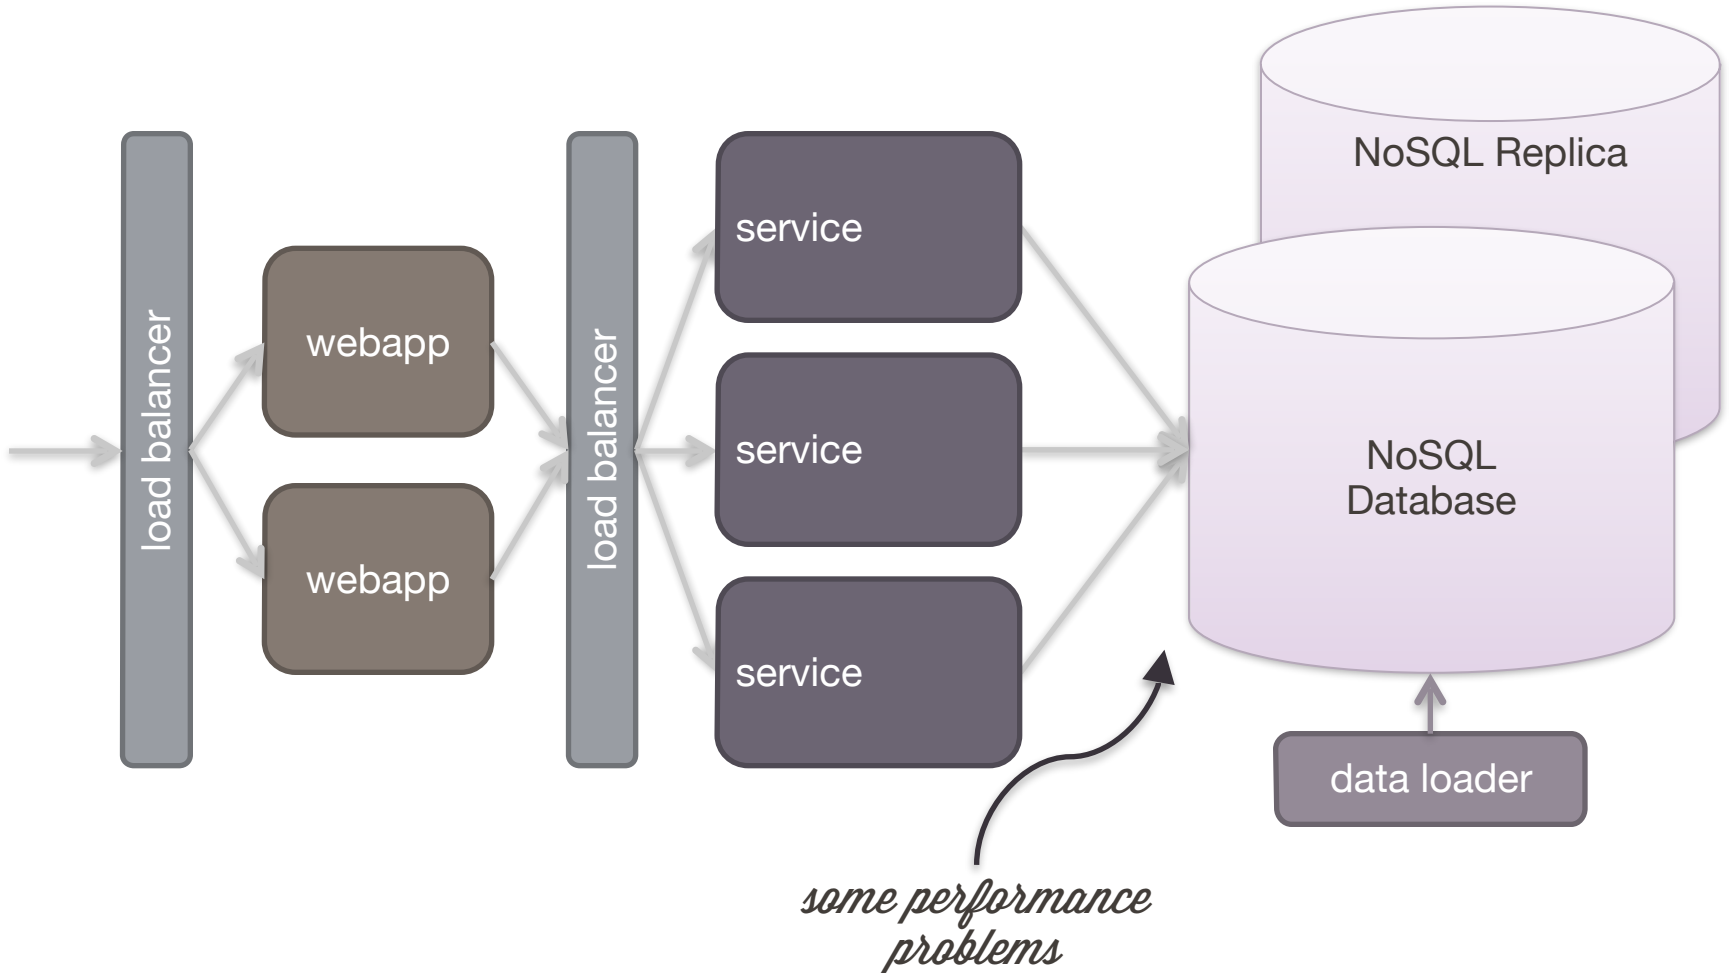 load balancer
webapp
webapp
load balancer
service
service
service
NoSQL Replica
NoSQL
Database
data loader
some performance
problems